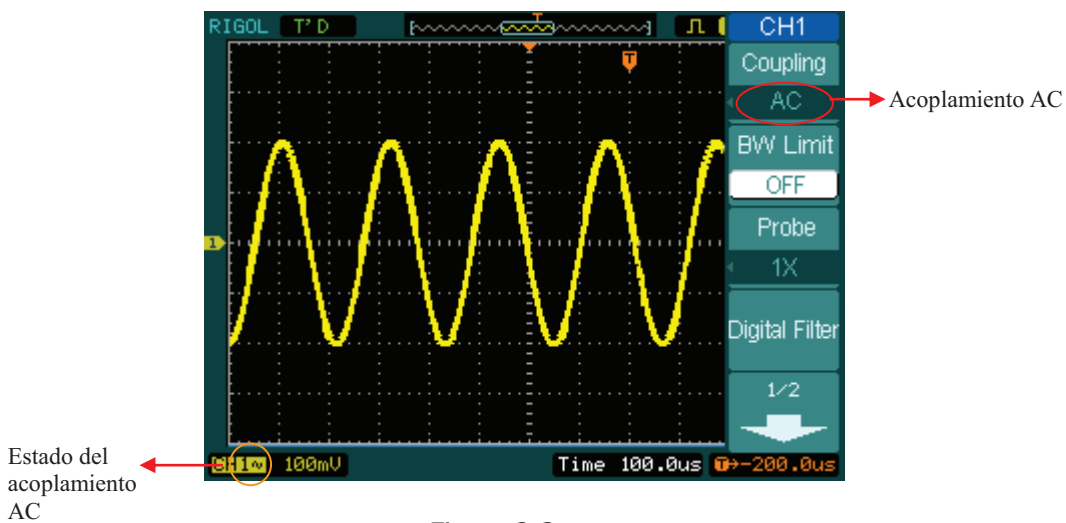 RIGOL T'D T CH1
T
Coupling
AC
Acoplamiento AC
BW Limit
OFF
Probe
1
1X
Digital Filter
1/2
Estado del
acoplamiento
AC
CH1~ 100mV Time 100.0us T→-200.0us